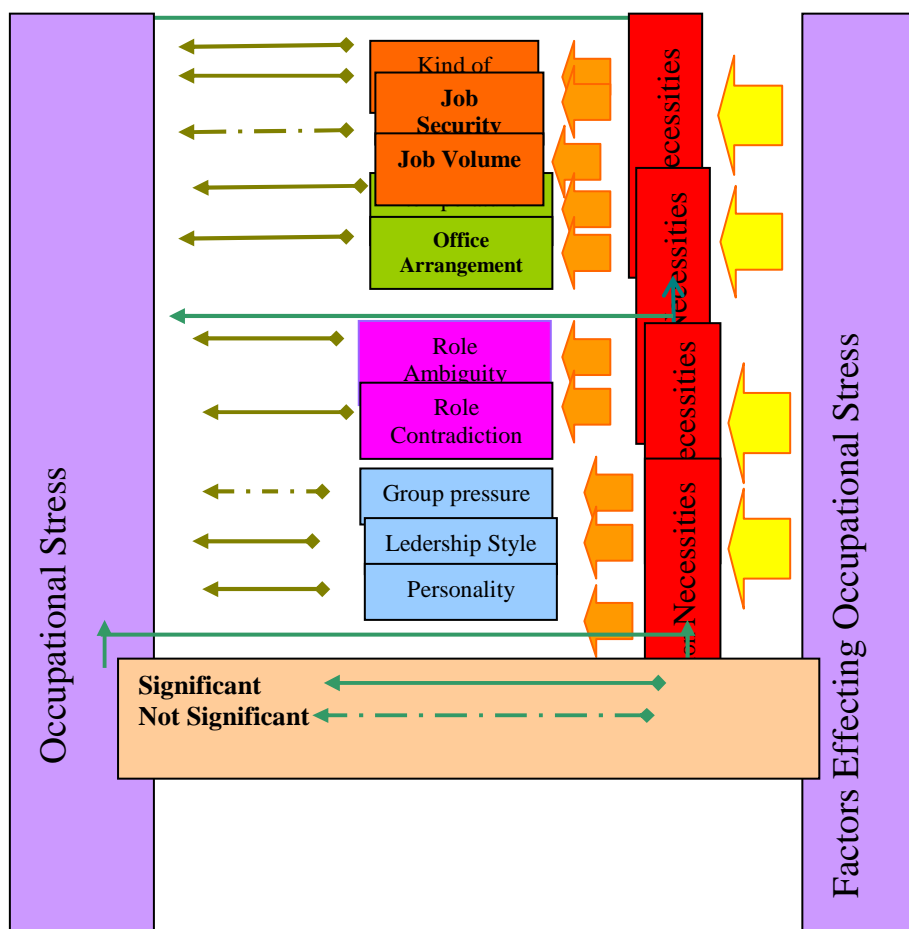 Kind of
Job
Security
Job Volume
Office
Arrangement
Role
Ambiguity
Role
Contradiction
Group pressure
Ledership Style
Personality
ecessities
ecessities
ecessities
Necessities
Occupational Stress
Factors Effecting Occupational Stress
Significant
Not Significant